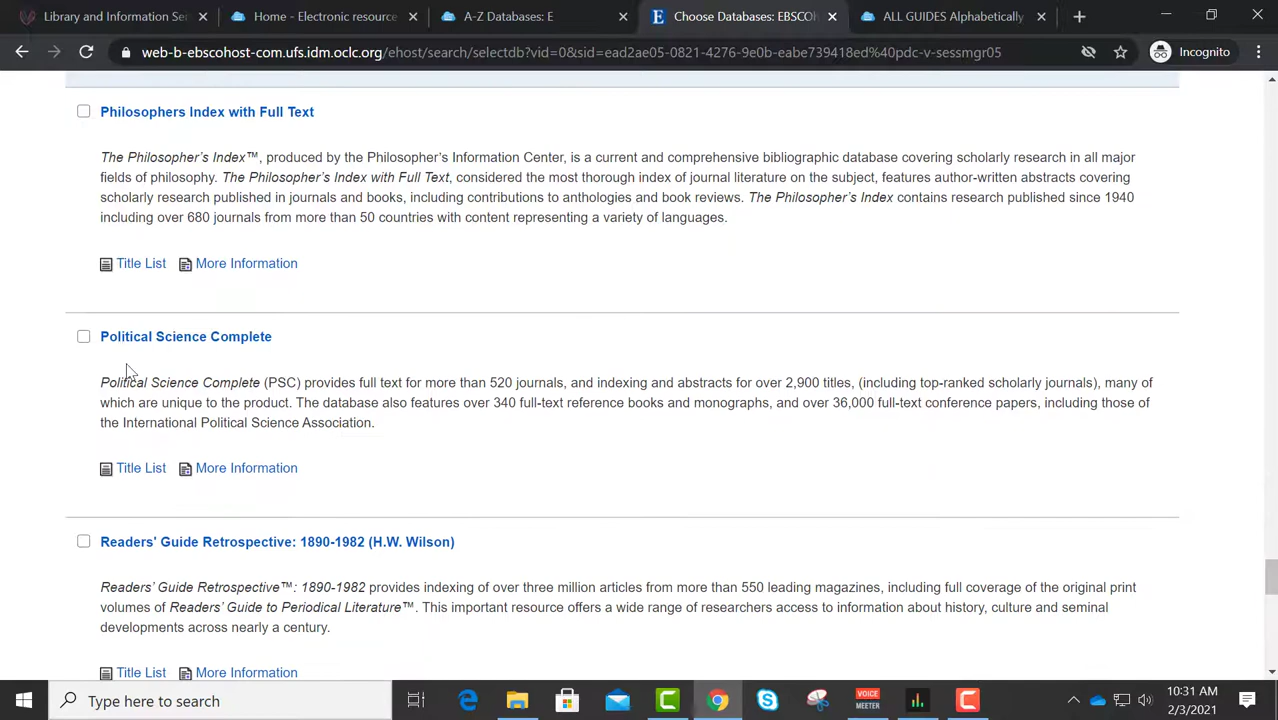 Library and Information Se
Home - Electronic resource
A-Z Databases: E
Choose Databases: EBSCOH
ALL GUIDES Alphabetically
web-b-ebscohost-com.ufs.idm.oclc.org/ehost/search/selectdb?vid=0&sid=ead2ae05-0821-4276-9e0b-eabe739418ed%40pdc-v-sessmgr05
Incognito
Philosophers Index with Full Text
The Philosopher's Index™, produced by the Philosopher's Information Center, is a current and comprehensive bibliographic database covering scholarly research in all major
fields of philosophy. The Philosopher's Index with Full Text, considered the most thorough index of journal literature on the subject, features author-written abstracts covering
scholarly research published in journals and books, including contributions to anthologies and book reviews. The Philosopher's Index contains research published since 1940
including over 680 journals from more than 50 countries with content representing a variety of languages.
Title List More Information
Political Science Complete
Political Science Complete (PSC) provides full text for more than 520 journals, and indexing and abstracts for over 2,900 titles, (including top-ranked scholarly journals), many of
which are unique to the product. The database also features over 340 full-text reference books and monographs, and over 36,000 full-text conference papers, including those of
the International Political Science Association.
Title List More Information
Readers' Guide Retrospective: 1890-1982 (H.W. Wilson)
Readers' Guide Retrospective™: 1890-1982 provides indexing of over three million articles from more than 550 leading magazines, including full coverage of the original print
volumes of Readers' Guide to Periodical Literature™. This important resource offers a wide range of researchers access to information about history, culture and seminal
developments across nearly a century.
Title List More Information
Type here to search
VOICE
MEETER
10:31 AM
2/3/2021